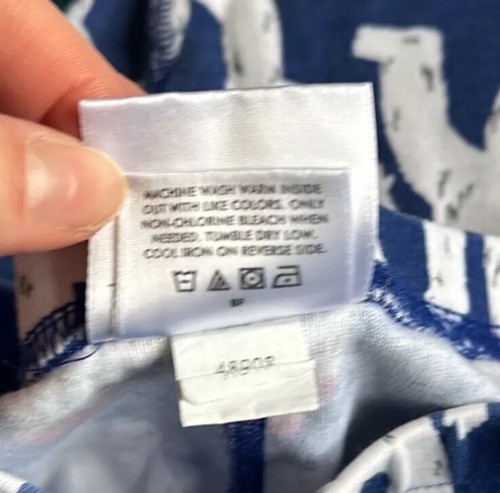 MACHINE WASH WARM INSIDE
OUT WITH LIKE COLORS. ONLY
NON-CHLORINE BLEACH WHEN
NEEDED. TUMBLE DRY LOW.
COOL IRON ON REVERSE SIDE.